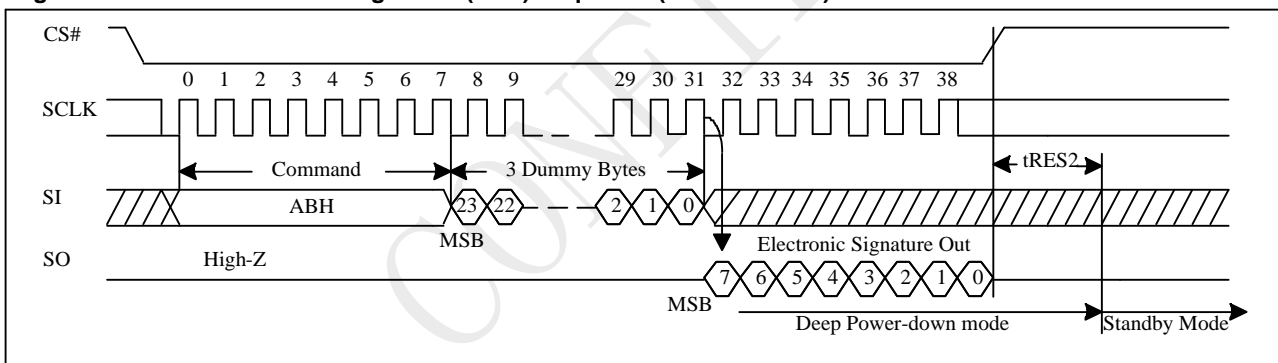 CS#
0 1 2 3 4 5 6 7 8 9 29 30 31 32 33 34 35 36 37 38
SCLK
Command 3 Dummy Bytes tRES2
SI
ABH 23 22 2 1 0
MSB
Electronic Signature Out
SO High-Z
7 6 5 4 3 2 1 0
MSB
Deep Power-down mode Standby Mode